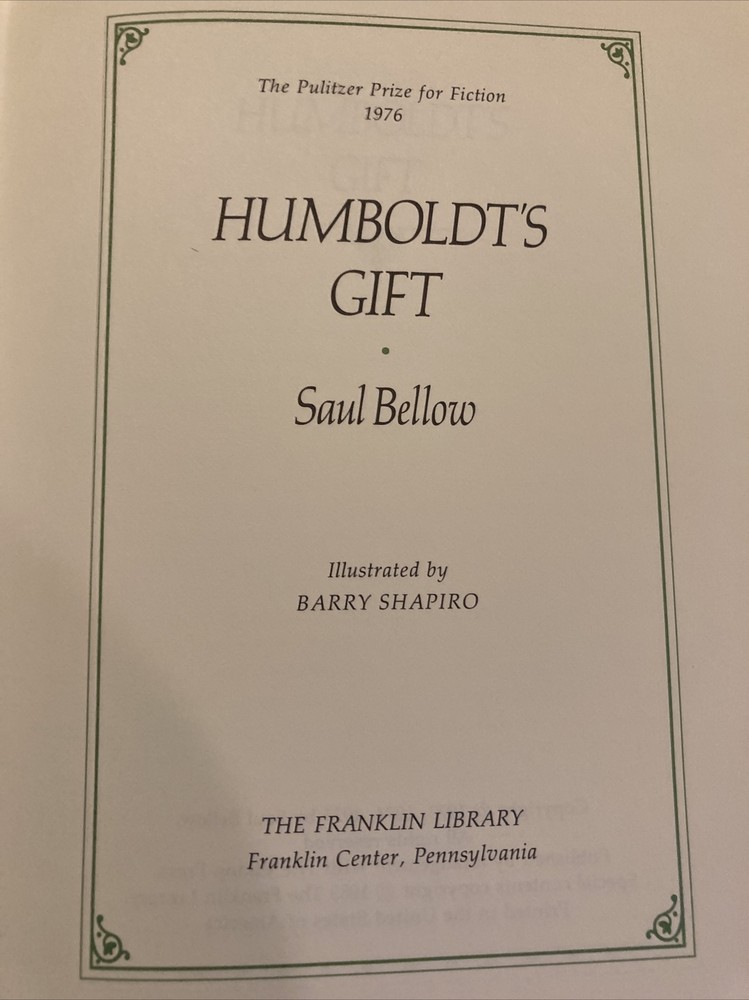 The Pulitzer Prize for Fiction
1976
HUMBOLDT'S
GIFT
Saul Bellow
Illustrated by
BARRY SHAPIRO
THE FRANKLIN LIBRARY
Franklin Center, Pennsylvania